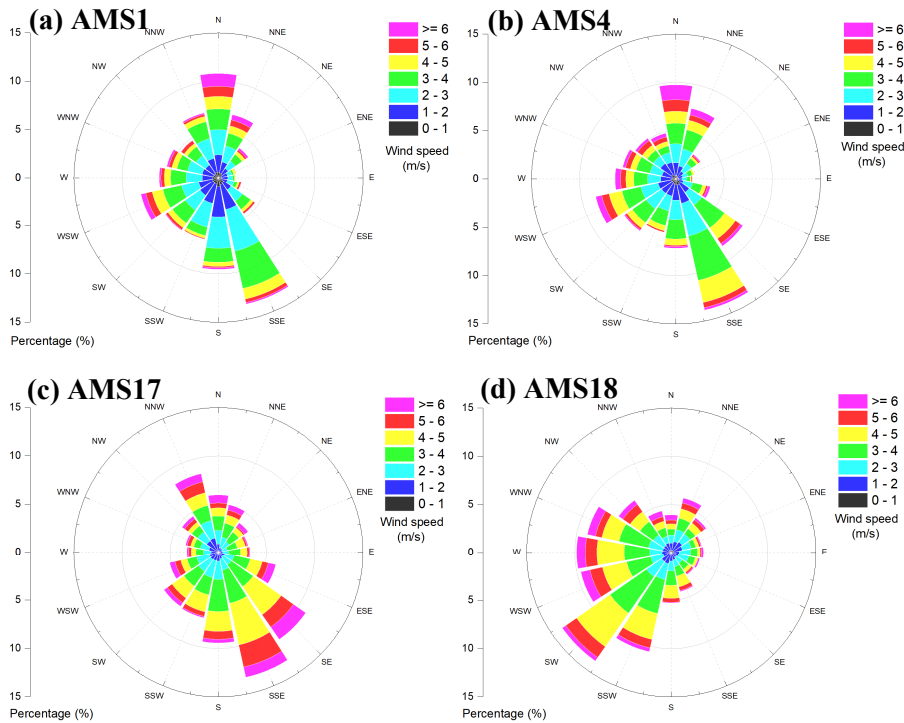 (a) AMS1
15
10
5
0
5
10
15
Percentage (%)
N
NNE
NE
ENE
E
ESE
SE
SSE
S
SSW
SW
WSW
W
WNW
NW
NNW
>= 6
5 - 6
4 - 5
3 - 4
2 - 3
1 - 2
0 - 1
Wind speed
(m/s)
(b) AMS4
15
10
5
0
5
10
15
Percentage (%)
N
NNE
NE
ENE
E
ESE
SE
SSE
S
SSW
SW
WSW
W
WNW
NW
NNW
>= 6
5 - 6
4 - 5
3 - 4
2 - 3
1 - 2
0 - 1
Wind speed
(m/s)
(c) AMS17
15
10
5
0
5
10
15
Percentage (%)
N
NNE
NE
ENE
E
ESE
SE
SSE
S
SSW
SW
WSW
W
WNW
NW
NNW
>= 6
5 - 6
4 - 5
3 - 4
2 - 3
1 - 2
0 - 1
Wind speed
(m/s)
(d) AMS18
15
10
5
0
5
10
15
Percentage (%)
N
NNE
NE
ENE
F
ESE
SE
SSE
S
SSW
SW
WSW
W
WNW
NW
NNW
>= 6
5 - 6
4 - 5
3 - 4
2 - 3
1 - 2
0 - 1
Wind speed
(m/s)